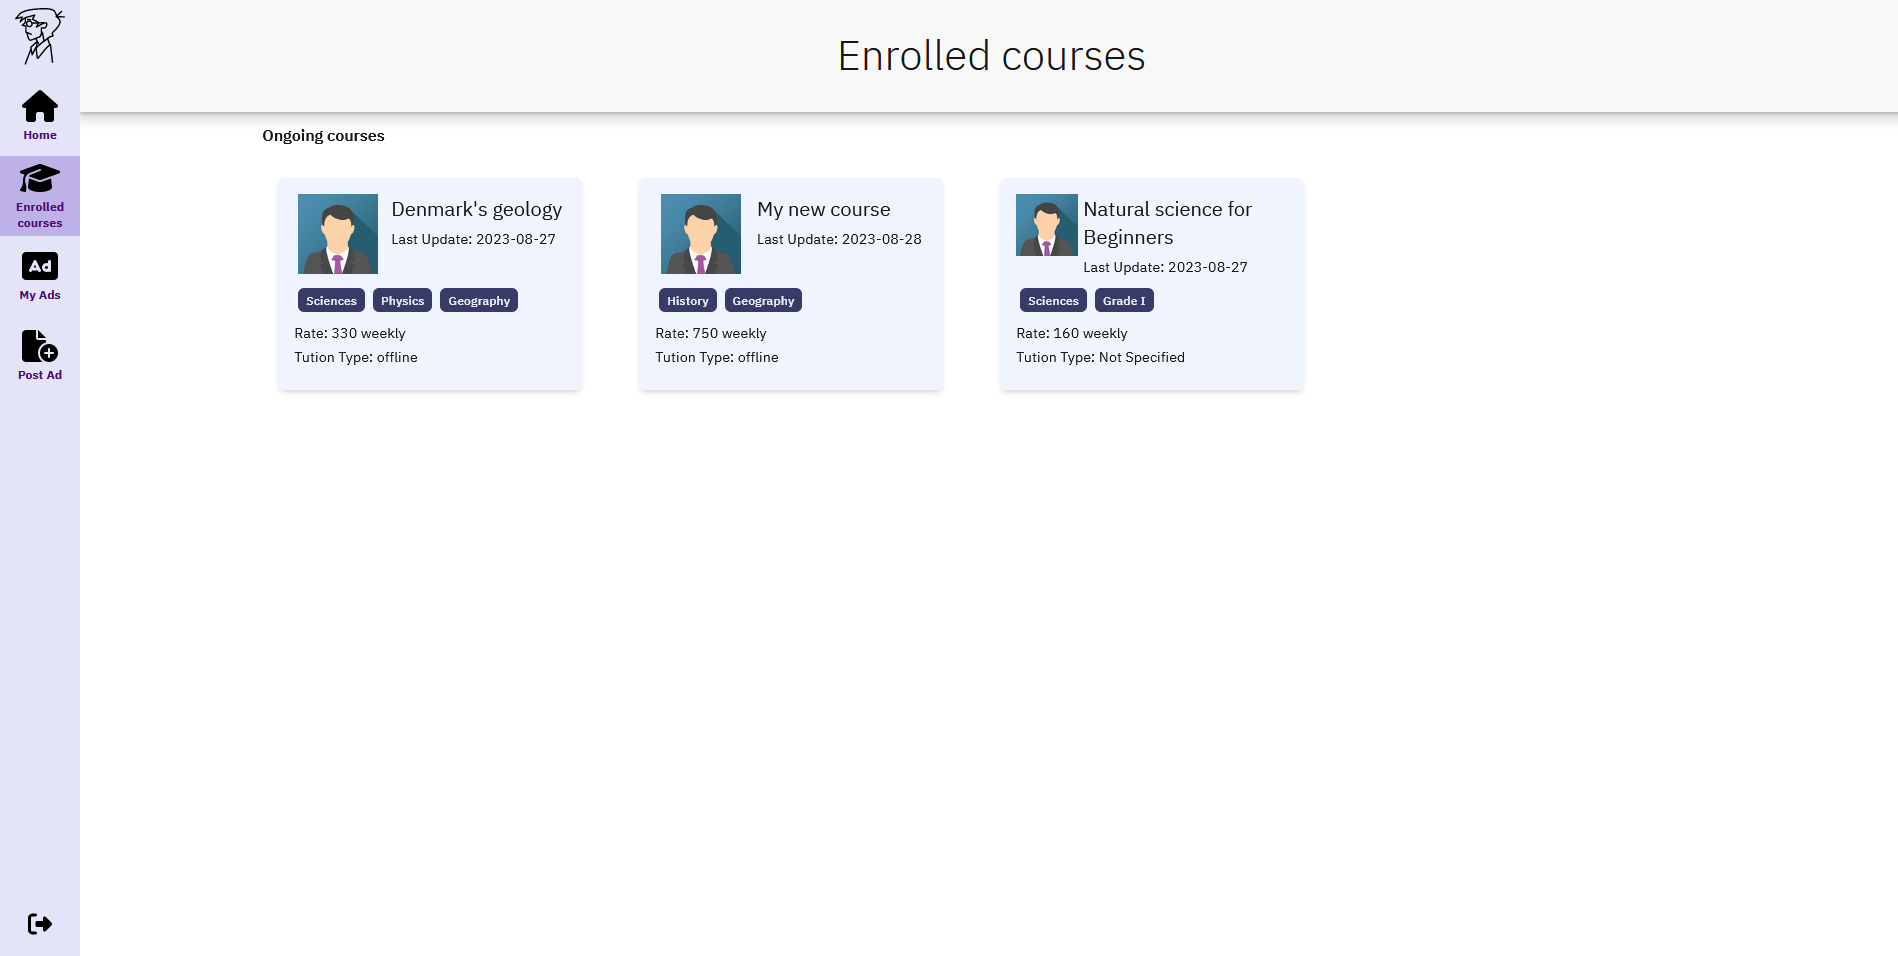 Enrolled courses
Home
Enrolled
courses
Ad
My Ads
Post Ad
Ongoing courses
Denmark's geology
Last Update: 2023-08-27
Sciences Physics Geography
Rate: 330 weekly
Tution Type: offline
My new course
Last Update: 2023-08-28
History Geography
Rate: 750 weekly
Tution Type: offline
Natural science for
Beginners
Last Update: 2023-08-27
Sciences Grade I
Rate: 160 weekly
Tution Type: Not Specified